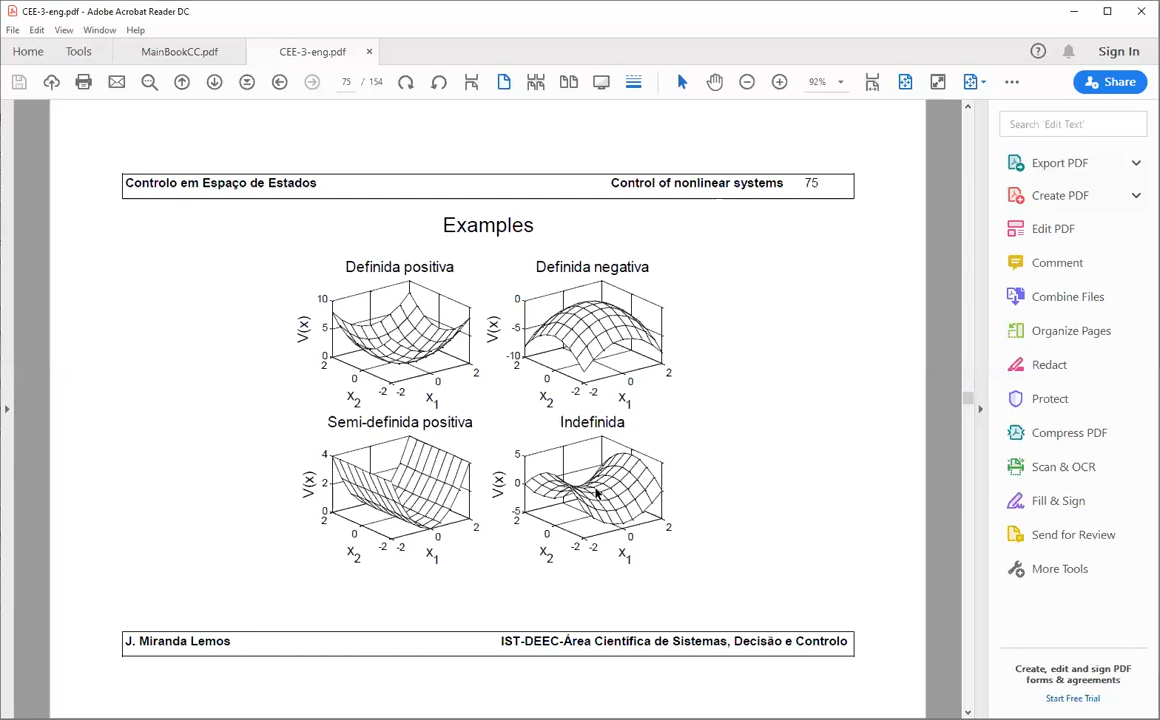 CEE-3-eng.pdf - Adobe Acrobat Reader DC
File Edit View Window Help
Home Tools MainBookCC.pdf CEE-3-eng.pdf × Sign In
75 / 154 92% Share
Search 'Edit Text'
Export PDF
Create PDF
Edit PDF
Comment
Combine Files
Organize Pages
Redact
Protect
Compress PDF
Scan & OCR
Fill & Sign
Send for Review
More Tools
Create, edit and sign PDF
forms & agreements
Start Free Trial
Controlo em Espaço de Estados Control of nonlinear systems 75
Examples
Definida positiva
V(x)
10
5
0
2
0
-2
-2
0
2
x2
x1
Definida negativa
V(x)
0
-5
-10
2
0
-2
-2
0
2
x2
x1
Semi-definida positiva
V(x)
4
2
0
2
0
-2
-2
0
2
x2
x1
Indefinida
V(x)
5
0
-5
2
0
-2
-2
0
2
x2
x1
J. Miranda Lemos IST-DEEC-Área Científica de Sistemas, Decisão e Controlo